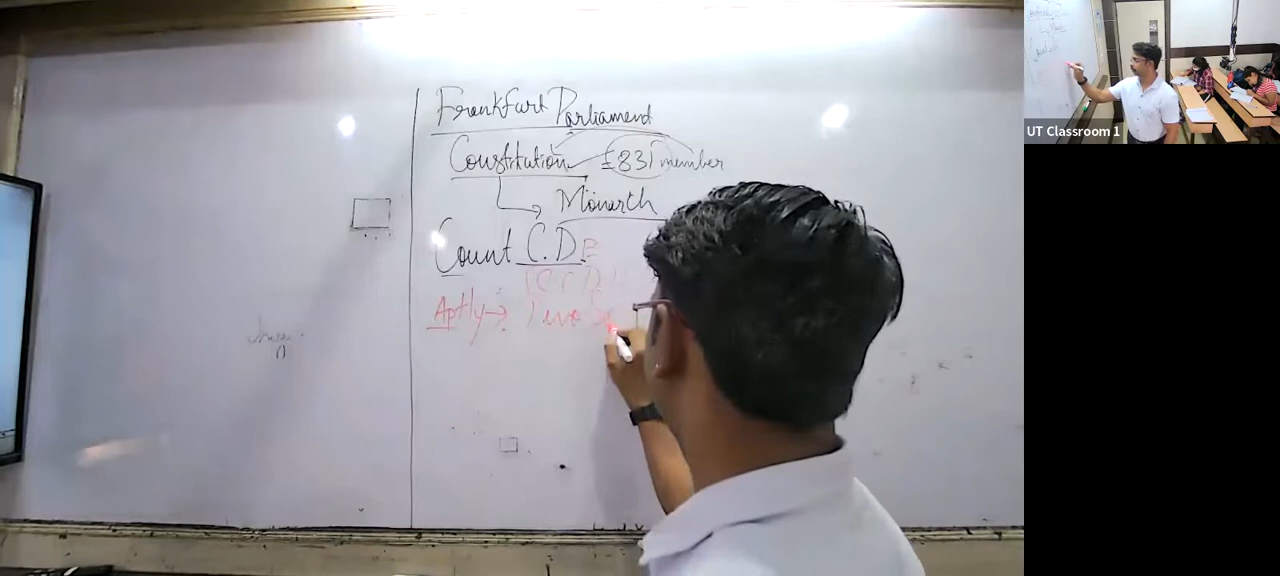 Frankfurt Parliament
Constitution 831 member
Monarch
Count C.D.E
Aptly →
UT Classroom 1